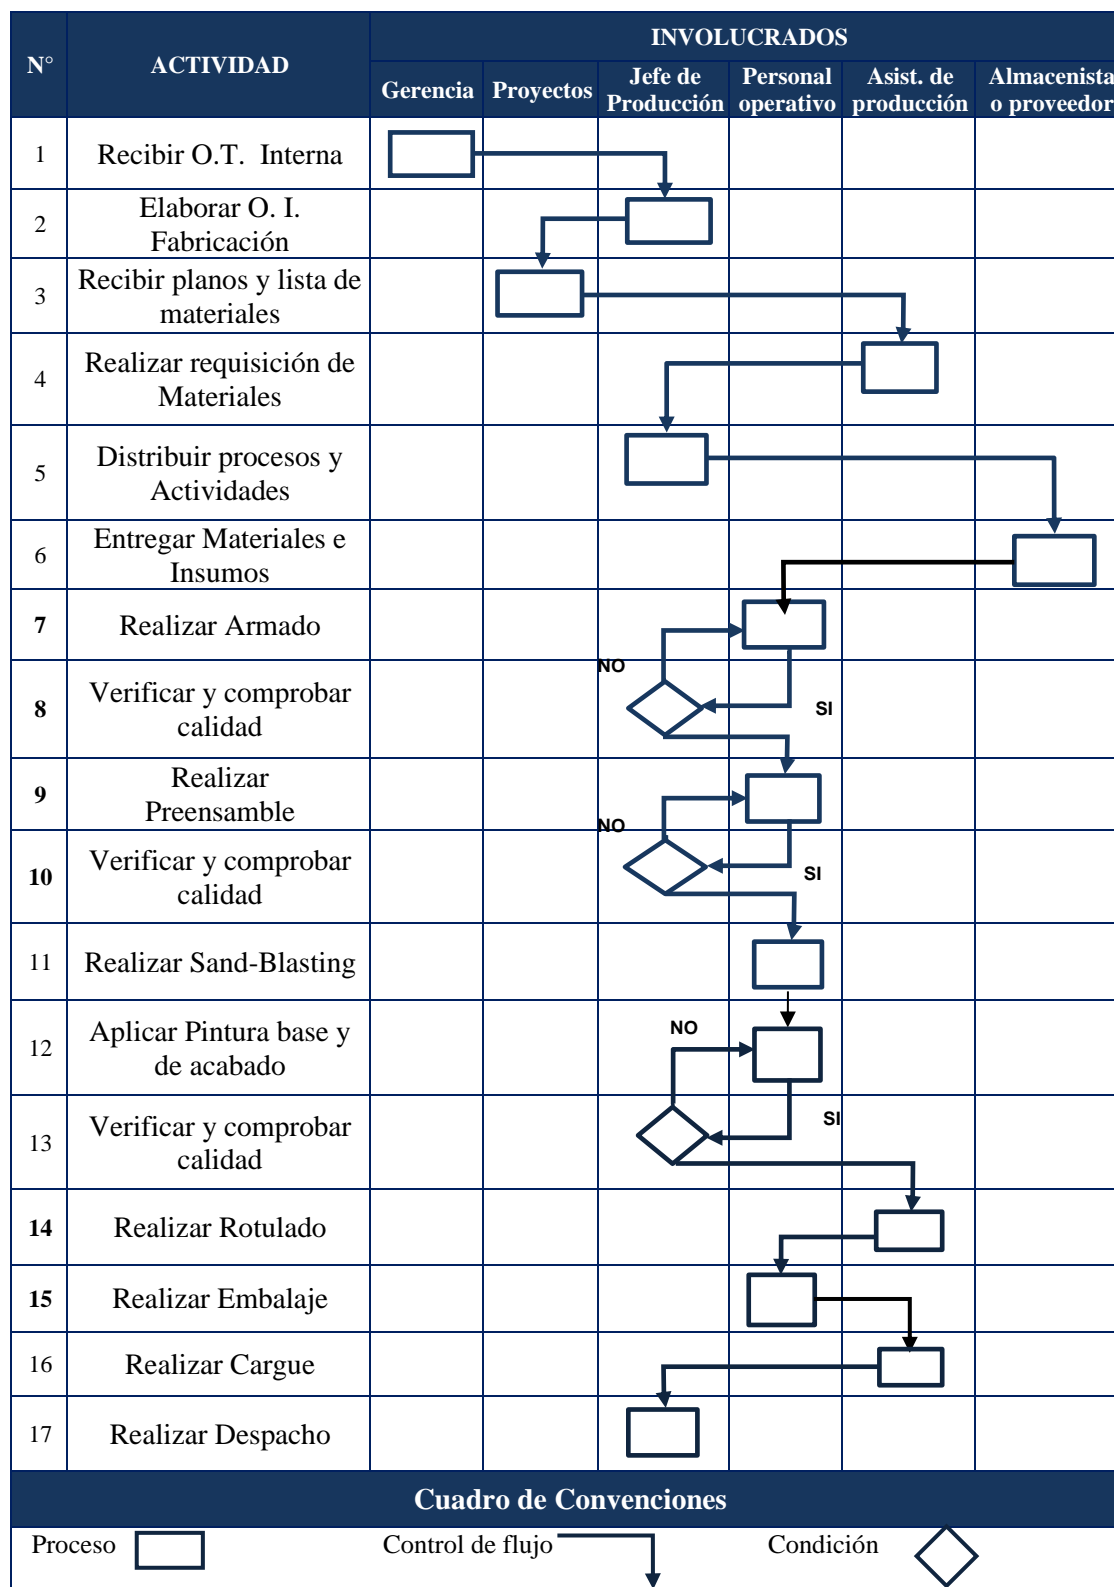 N°
ACTIVIDAD
INVOLUCRADOS
Gerencia
Proyectos
Jefe de
Producción
Personal
operativo
Asist. de
producción
Almacenista
o proveedor
1
Recibir O.T. Interna
2
Elaborar O. I.
Fabricación
3
Recibir planos y lista de
materiales
4
Realizar requisición de
Materiales
5
Distribuir procesos y
Actividades
6
Entregar Materiales e
Insumos
7
Realizar Armado
NO
8
Verificar y comprobar
calidad
SI
9
Realizar
Preensamble
NO
10
Verificar y comprobar
calidad
SI
11
Realizar Sand-Blasting
12
Aplicar Pintura base y
de acabado
NO
13
Verificar y comprobar
calidad
SI
14
Realizar Rotulado
15
Realizar Embalaje
16
Realizar Cargue
17
Realizar Despacho
Cuadro de Convenciones
Proceso
Control de flujo
Condición